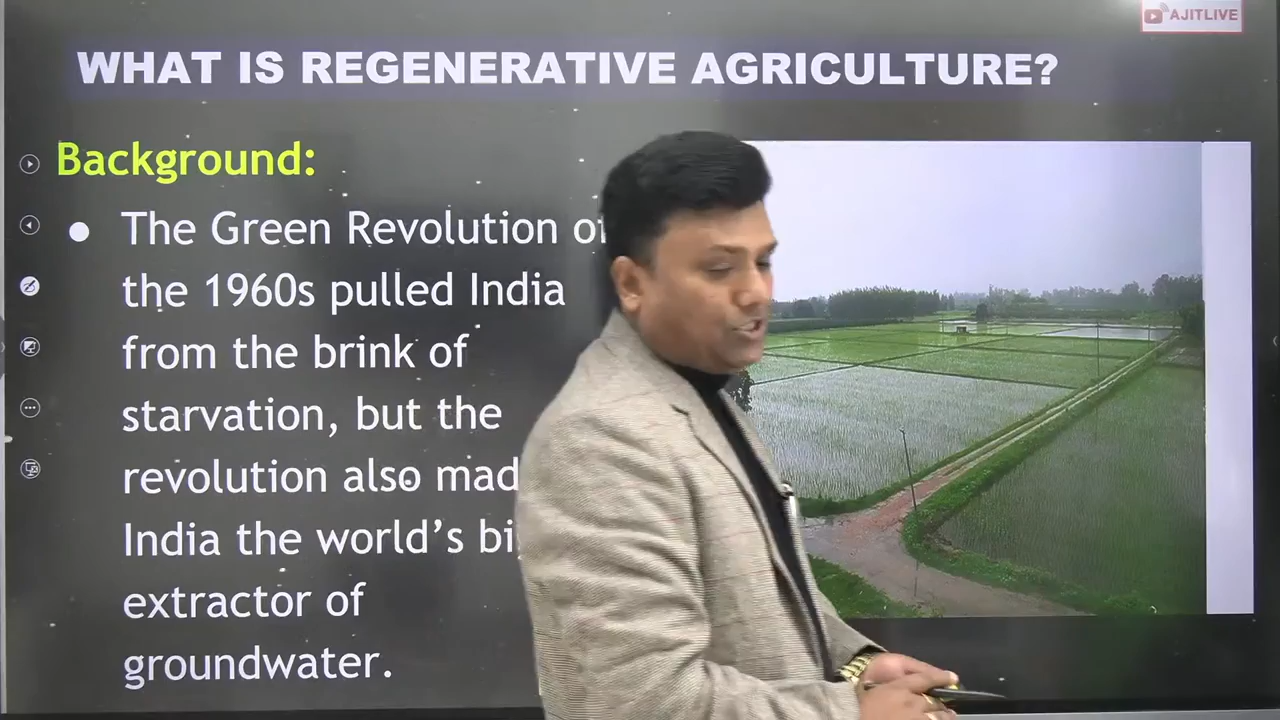 AJITLIVE
WHAT IS REGENERATIVE AGRICULTURE?
Background:
The Green Revolution
the 1960s pulled India
from the brink of
starvation, but the
revolution also
India the world's
extractor of
groundwater.